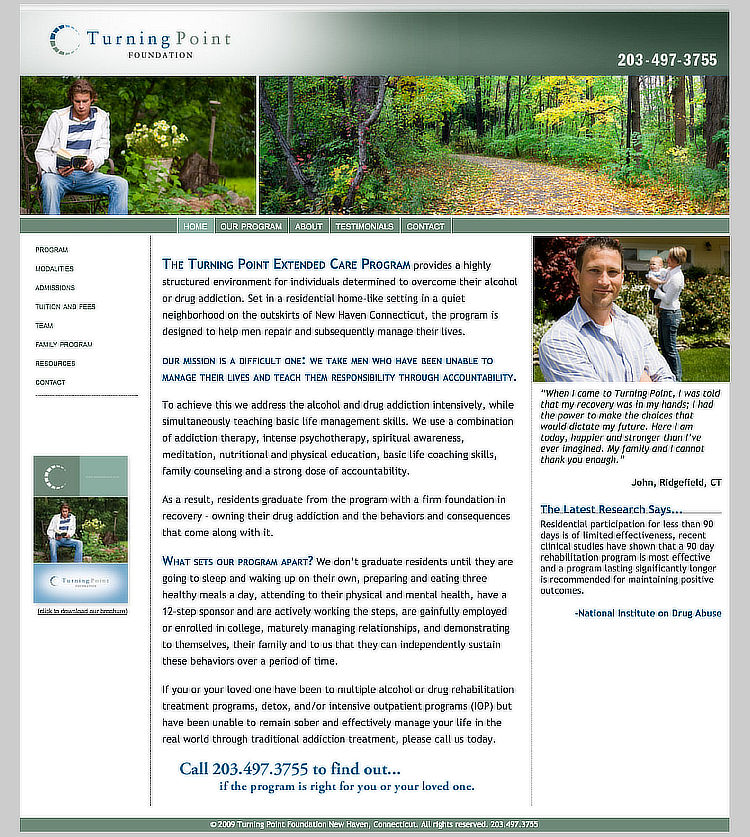 Turning Point
FOUNDATION
203-497-3755
HOME
OUR PROGRAM
ABOUT
TESTIMONIALS
CONTACT
PROGRAM
MODALITIES
ADMISSIONS
TUITION AND FEES
TEAM
FAMILY PROGRAM
RESOURCES
CONTACT
Turning Point
(click to download our brochure)
The Turning Point Extended Care Program provides a highly
structured environment for individuals determined to overcome their alcohol
or drug addiction. Set in a residential home-like setting in a quiet
neighborhood on the outskirts of New Haven Connecticut, the program is
designed to help men repair and subsequently manage their lives.
our mission is a difficult one: we take men who have been unable to
manage their lives and teach them responsibility through accountability.
To achieve this we address the alcohol and drug addiction intensively, while
simultaneously teaching basic life management skills. We use a combination
of addiction therapy, intense psychotherapy, spiritual awareness,
meditation, nutritional and physical education, basic life coaching skills,
family counseling and a strong dose of accountability.
As a result, residents graduate from the program with a firm foundation in
recovery - owning their drug addiction and the behaviors and consequences
that come along with it.
What sets our program apart? We don't graduate residents until they are
going to sleep and waking up on their own, preparing and eating three
healthy meals a day, attending to their physical and mental health, have a
12-step sponsor and are actively working the steps, are gainfully employed
or enrolled in college, maturely managing relationships, and demonstrating
to themselves, their family and to us that they can independently sustain
these behaviors over a period of time.
If you or your loved one have been to multiple alcohol or drug rehabilitation
treatment programs, detox, and/or intensive outpatient programs (IOP) but
have been unable to remain sober and effectively manage your life in the
real world through traditional addiction treatment, please call us today.
Call 203.497.3755 to find out...
if the program is right for you or your loved one.
"When I came to Turning Point, I was told
that my recovery was in my hands; I had
the power to make the choices that
would dictate my future. Here I am
today, happier and stronger than I've
ever imagined. My family and I cannot
thank you enough."
John, Ridgefield, CT
The Latest Research Says...
Residential participation for less than 90
days is of limited effectiveness, recent
clinical studies have shown that a 90 day
rehabilitation program is most effective
and a program lasting significantly longer
is recommended for maintaining positive
outcomes.
-National Institute on Drug Abuse
© 2009 Turning Point Foundation New Haven, Connecticut. All rights reserved. 203.497.3755